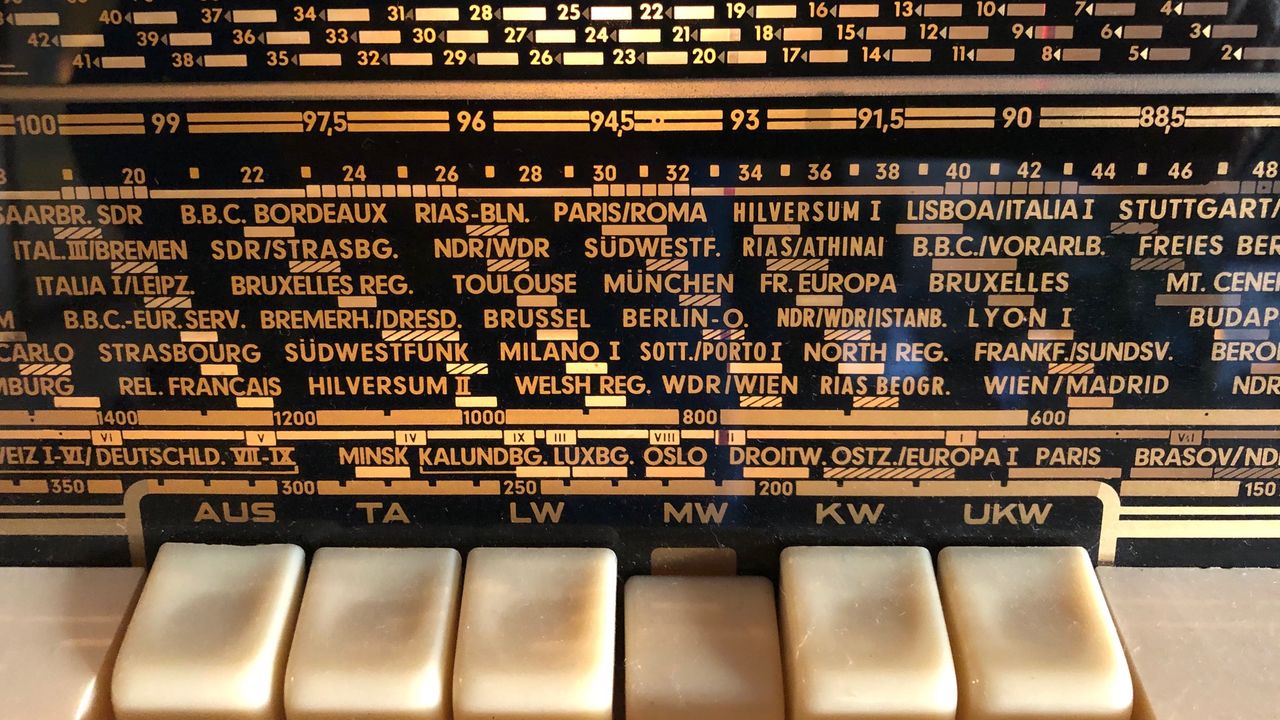 40 37 34 31 28 25 22 19 16 13 10 7 4
42 39 36 33 30 27 24 21 18 15 12 9 6 3
41 38 35 32 29 26 23 20 17 14 11 8 5 2
100 99 97,5 96 94,5 93 91,5 90 88,5
20 22 24 26 28 30 32 34 36 38 40 42 44 46 48
SAARBR. SDR B.B.C. BORDEAUX RIAS-BLN. PARIS/ROMA HILVERSUM I LISBOA/ITALIA I STUTTGART/
ITAL.III/BREMEN SDR/STRASBG. NDR/WDR SÜDWESTF. RIAS/ATHINAI B.B.C./VORARLB. FREIES BER
ITALIA I/LEIPZ. BRUXELLES REG. TOULOUSE MÜNCHEN FR. EUROPA BRUXELLES MT. CENE
M B.B.C.-EUR.SERV. BREMERH./DRESD. BRUSSEL BERLIN-O. NDR/WDR/ISTANB. LYON I BUDAP
CARLO STRASBOURG SÜDWESTFUNK MILANO I SOTT./PORTO I NORTH REG. FRANKF./SUNDSV. BERO
MBURG REL. FRANCAIS HILVERSUM II WELSH REG. WDR/WIEN RIAS BEOGR. WIEN/MADRID NDR
1400 1200 1000 800 600
VI V IV IX III VIII II I VII
EIZ I-VI/DEUTSCHLD. VII-IX MINSK KALUNDBG. LUXBG. OSLO DROITW. OSTZ./EUROPA I PARIS BRASOV/ND
350 300 250 200 150
AUS TA LW MW KW UKW